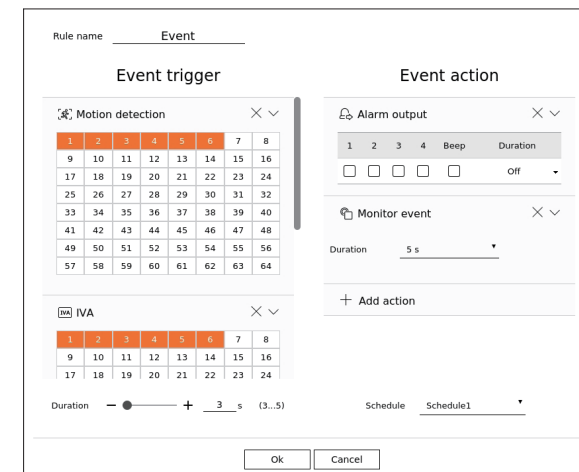 Rule name Event
Event trigger
Motion detection
1 2 3 4 5 6 7 8
9 10 11 12 13 14 15 16
17 18 19 20 21 22 23 24
25 26 27 28 29 30 31 32
33 34 35 36 37 38 39 40
41 42 43 44 45 46 47 48
49 50 51 52 53 54 55 56
57 58 59 60 61 62 63 64
IVA IVA
1 2 3 4 5 6 7 8
9 10 11 12 13 14 15 16
17 18 19 20 21 22 23 24
Duration 3 s (3...5)
Event action
Alarm output
1 2 3 4 Beep Duration
Off
Monitor event
Duration 5 s
Add action
Schedule Schedule1
Ok Cancel